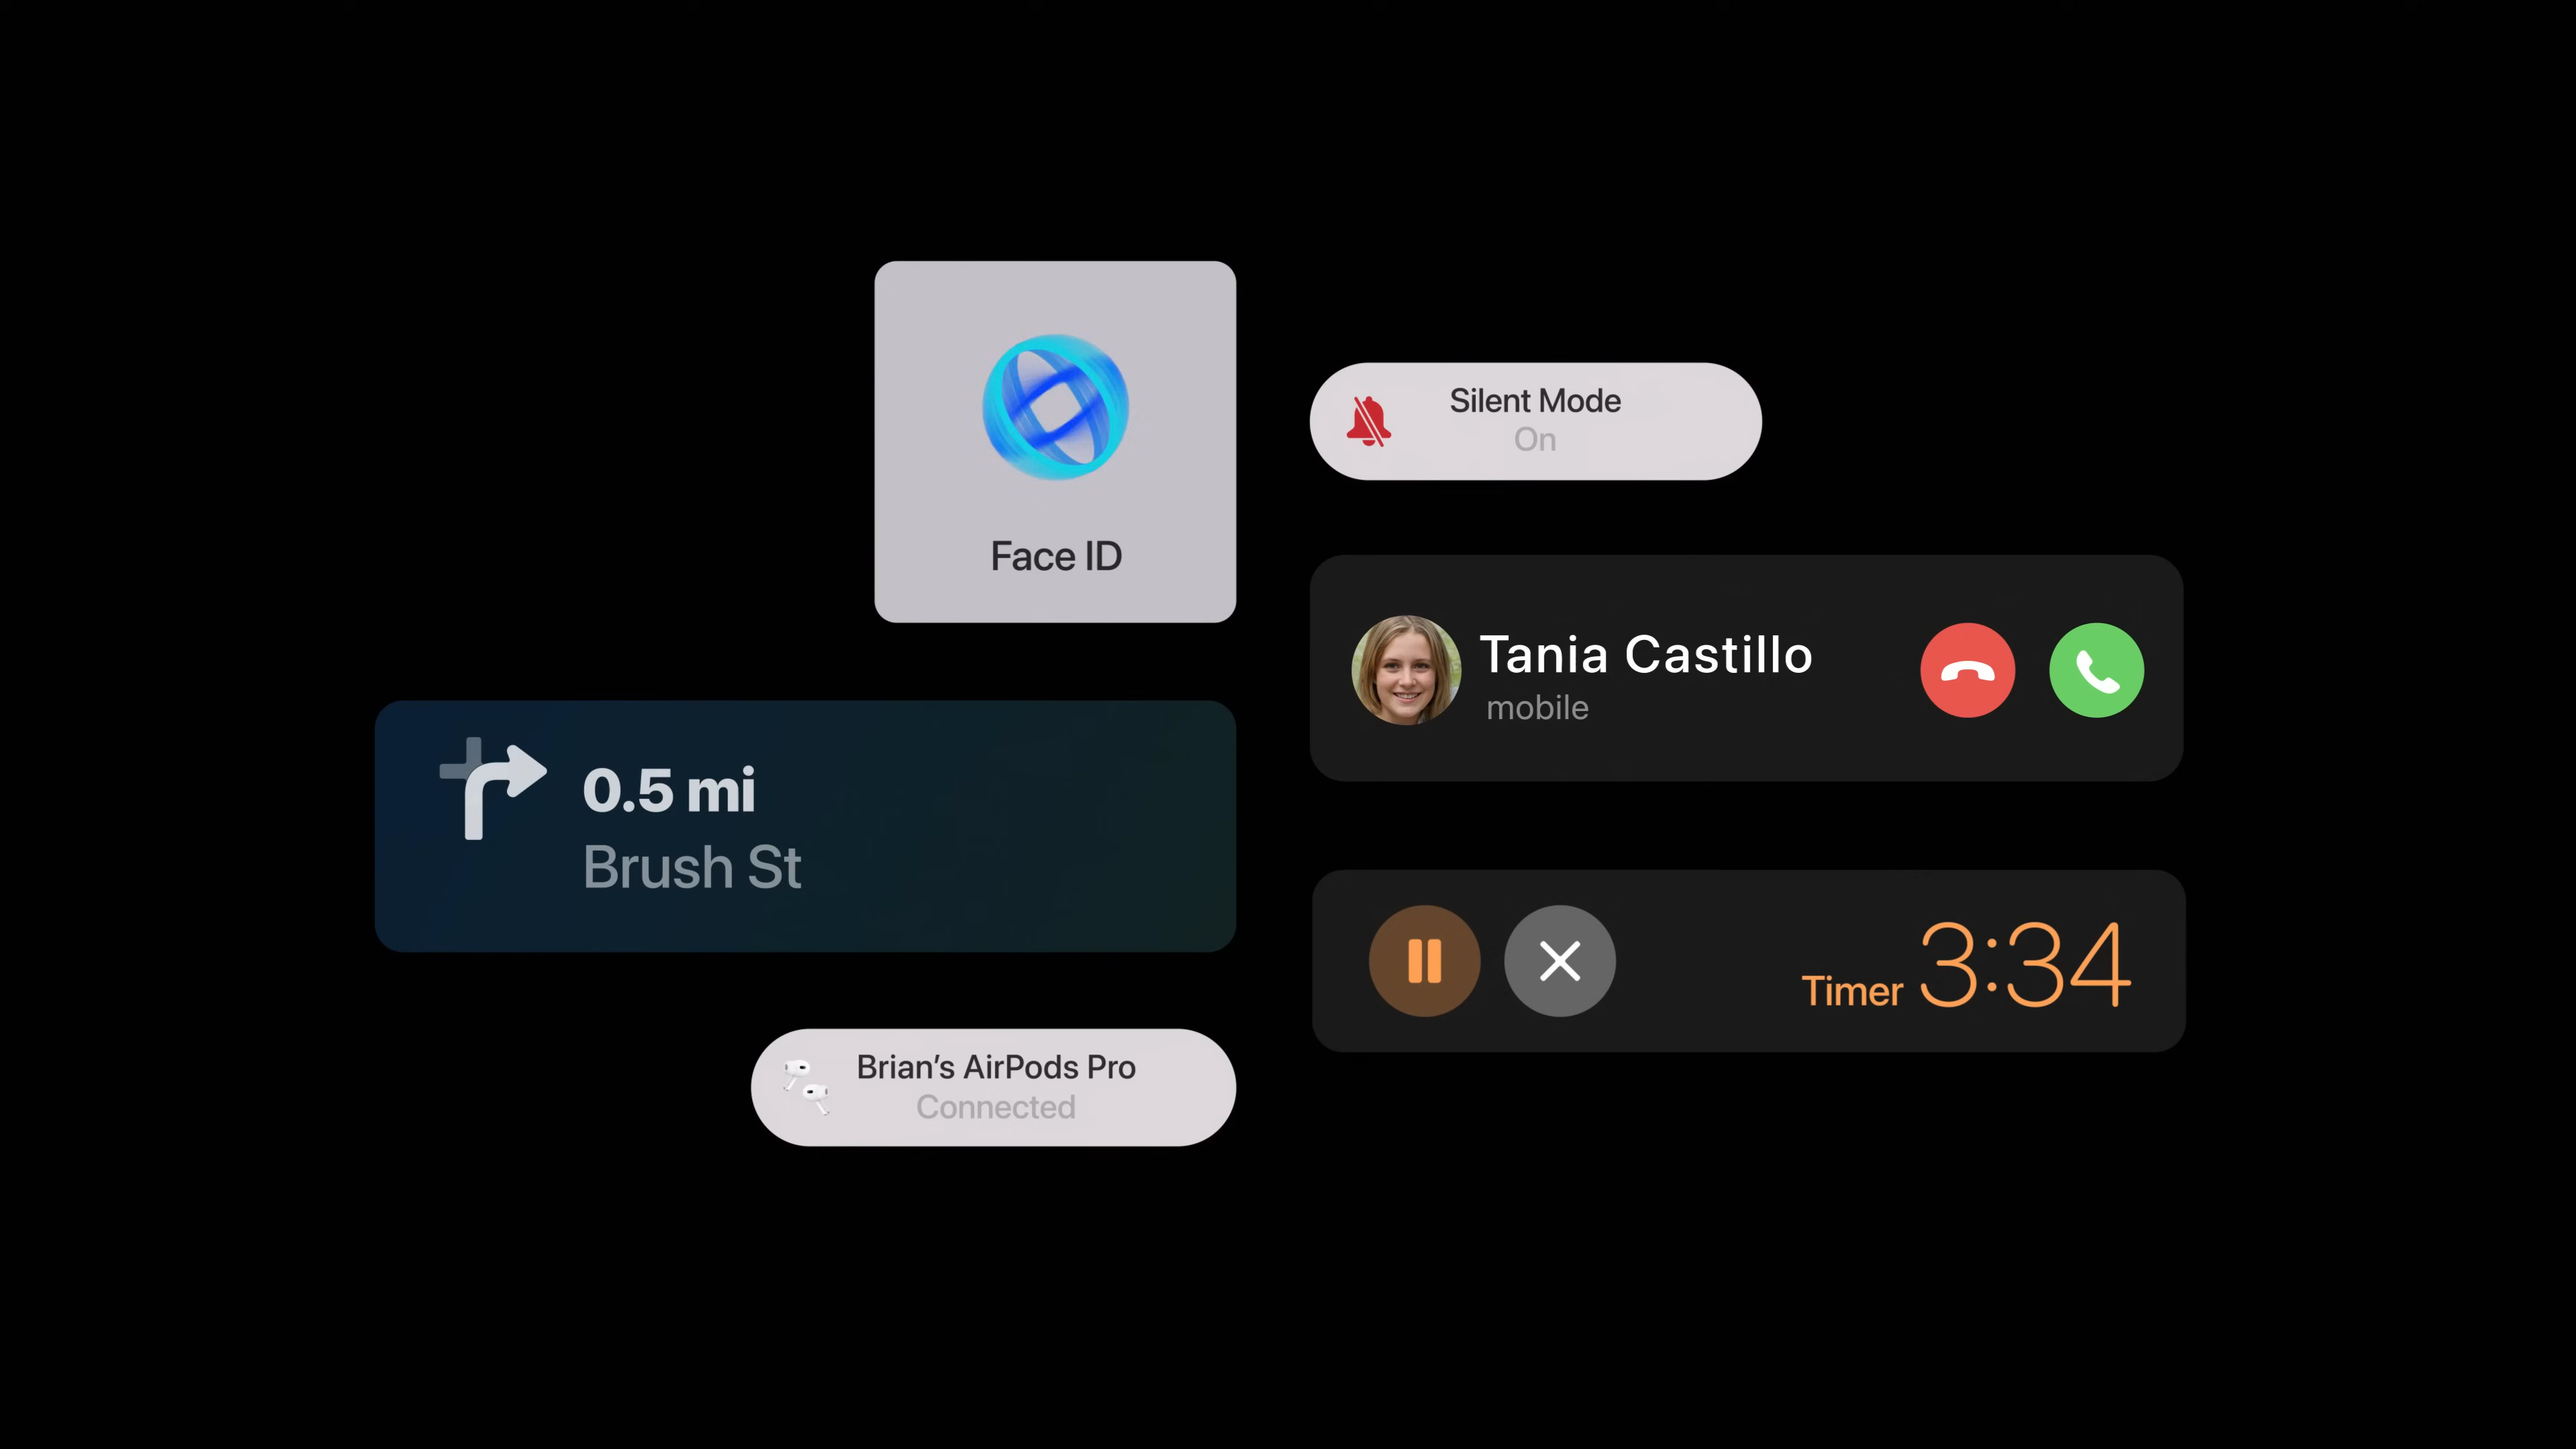 Face ID
Silent Mode
On
Tania Castillo
mobile
0.5 mi
Brush St
Timer 3:34
Brian’s AirPods Pro
Connected